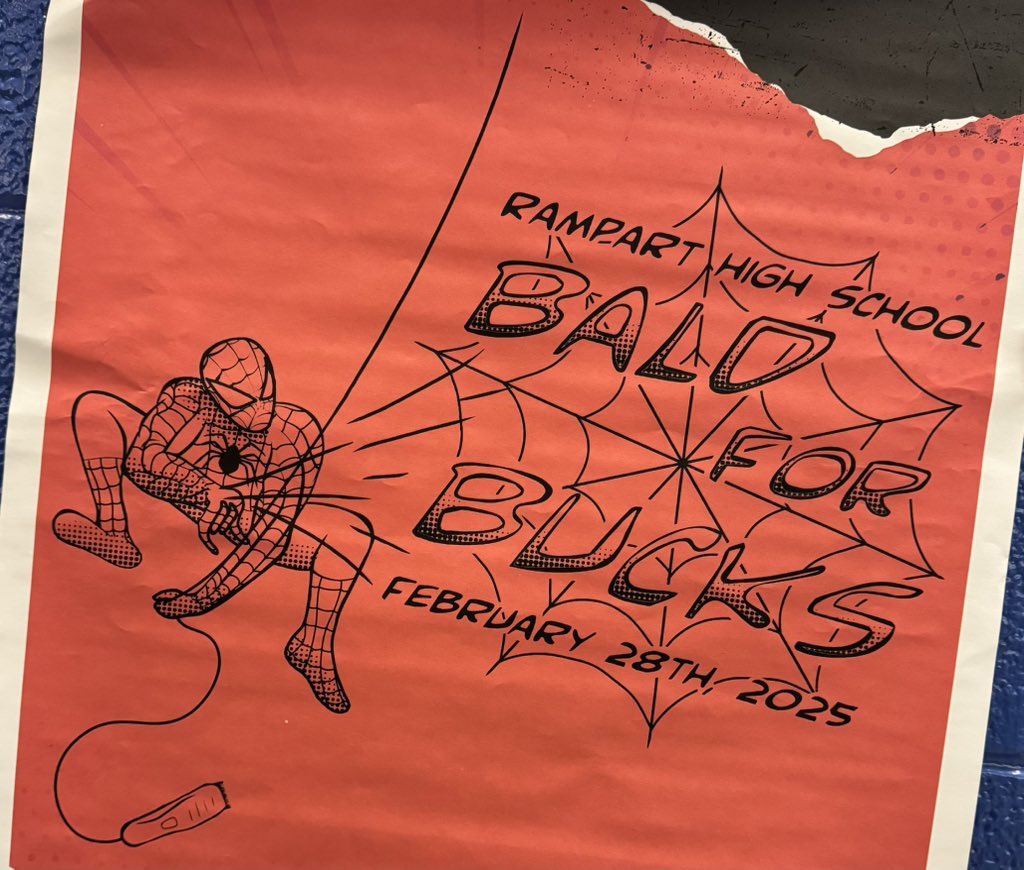 RAMPART HIGH SCHOOL
BALD
FOR
BUCKS
FEBRUARY 28TH, 2025